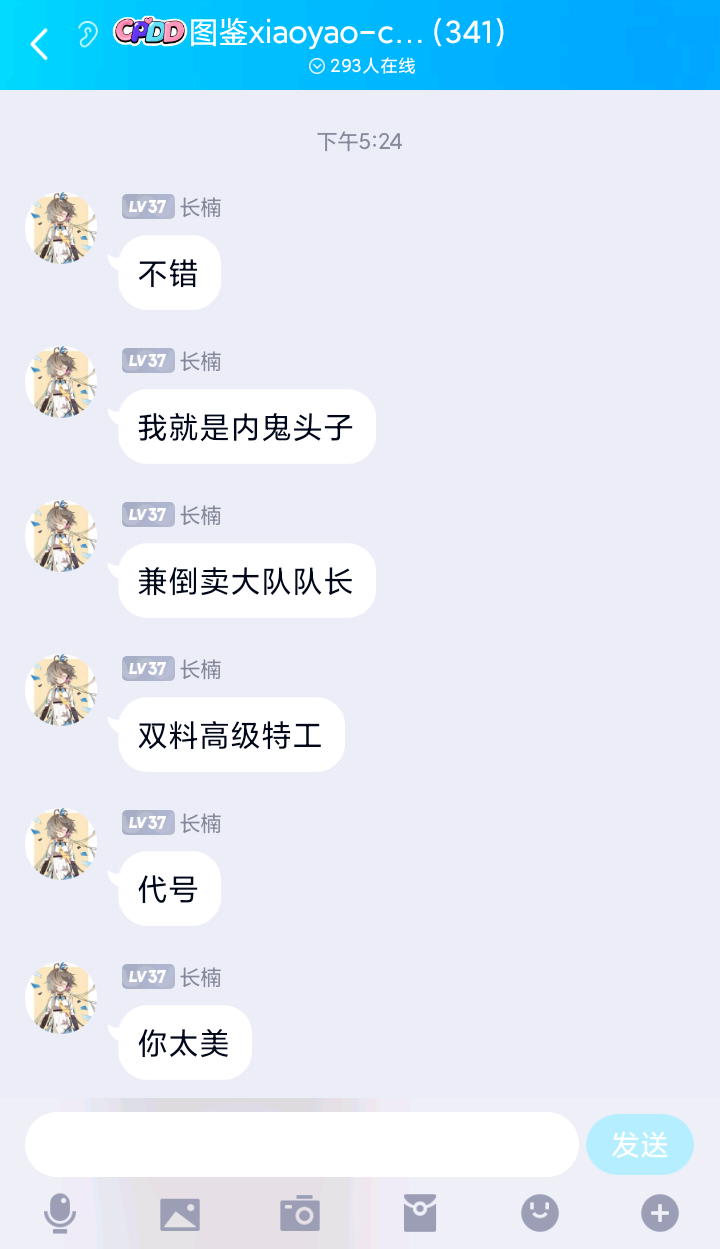 CPDD图鉴xiaoyao-c... (341)
293人在线
下午5:24
LV37 长楠
不错
LV37 长楠
我就是内鬼头子
LV37 长楠
兼倒卖大队队长
LV37 长楠
双料高级特工
LV37 长楠
代号
LV37 长楠
你太美
发送